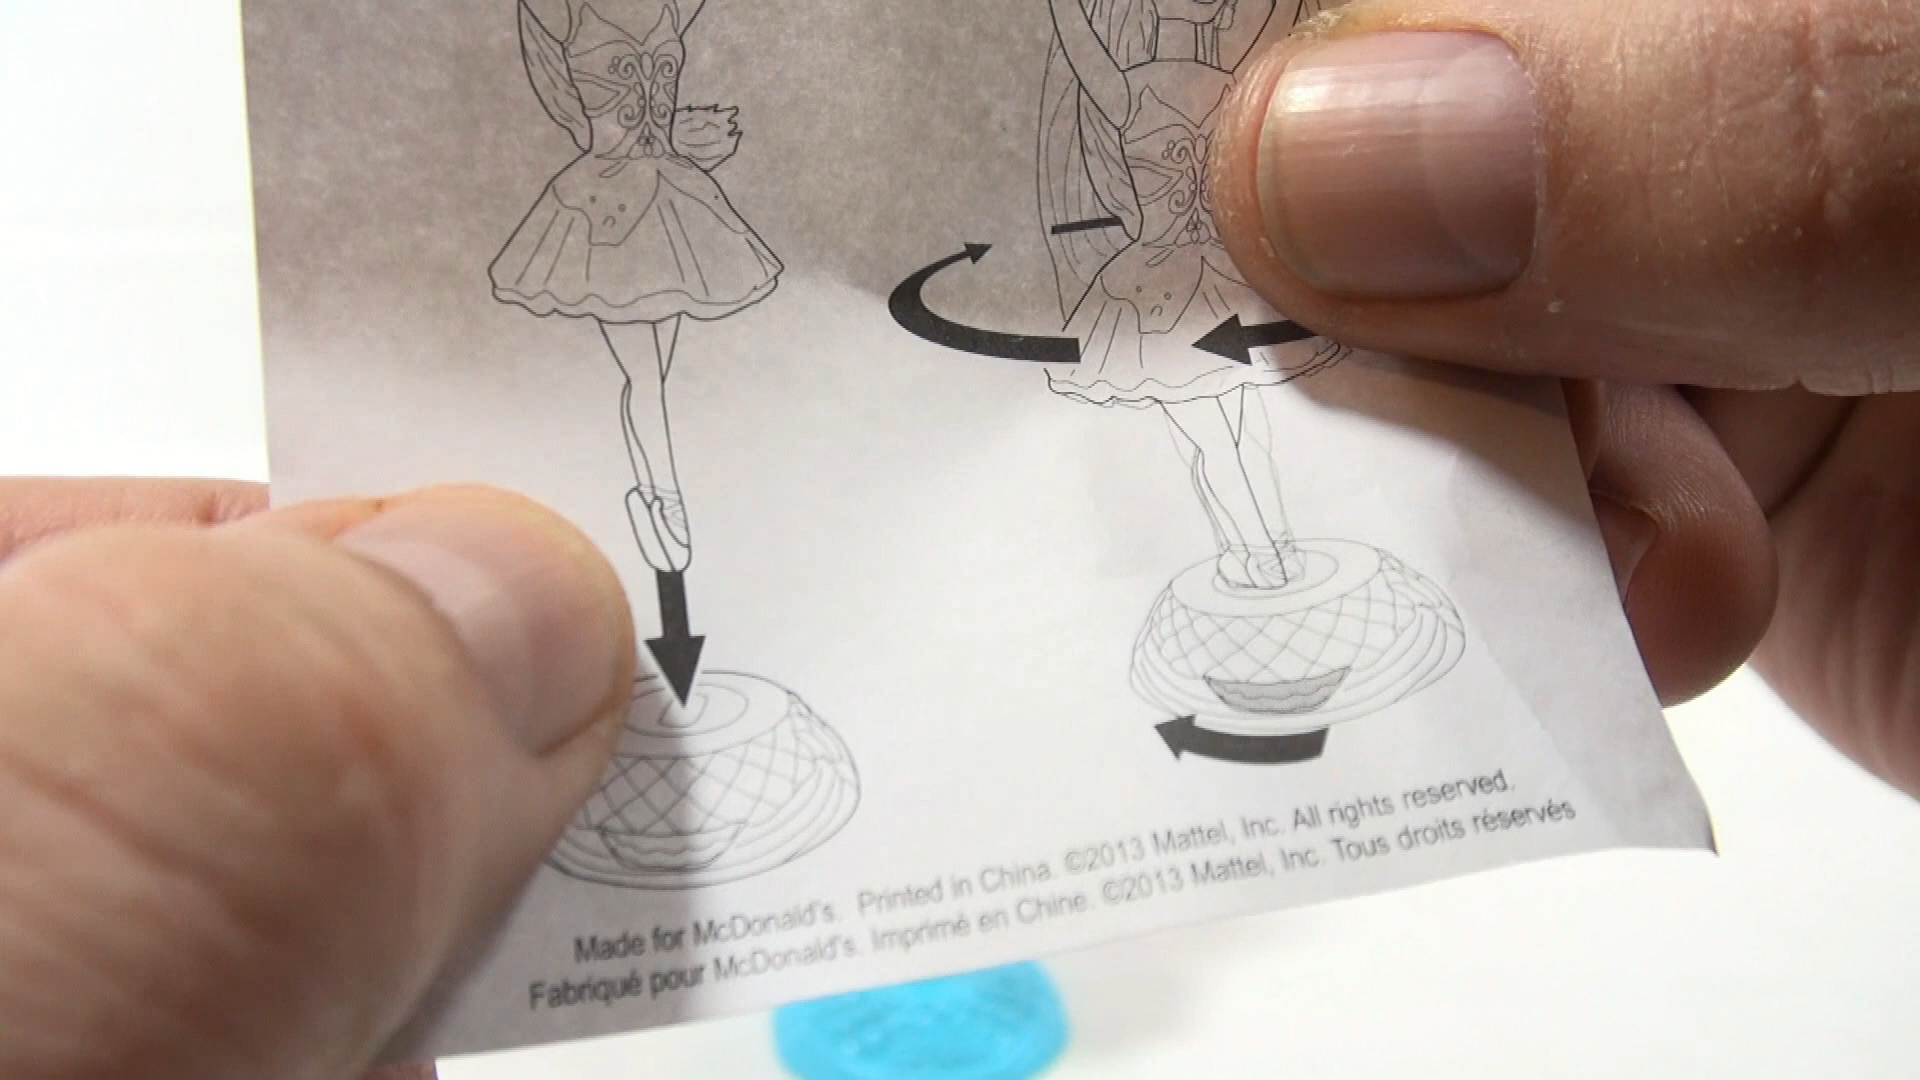 Made for McDonald's. Printed in China. ©2013 Mattel, Inc. All rights reserved.
Fabriqué pour McDonald's. Imprimé en Chine. ©2013 Mattel, Inc. Tous droits réservés